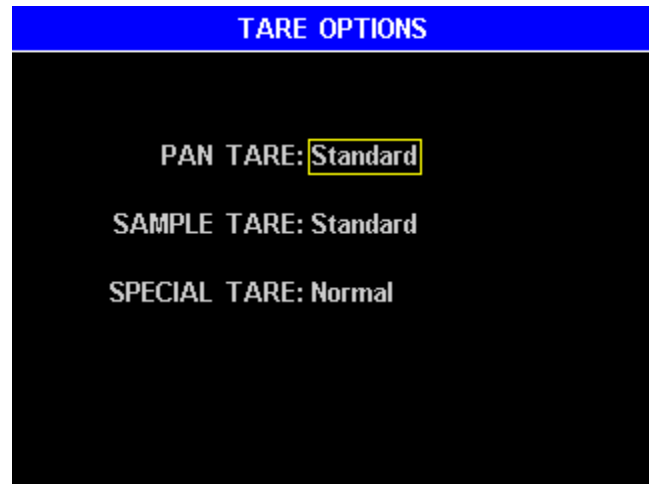 TARE OPTIONS
PAN TARE: Standard
SAMPLE TARE: Standard
SPECIAL TARE: Normal